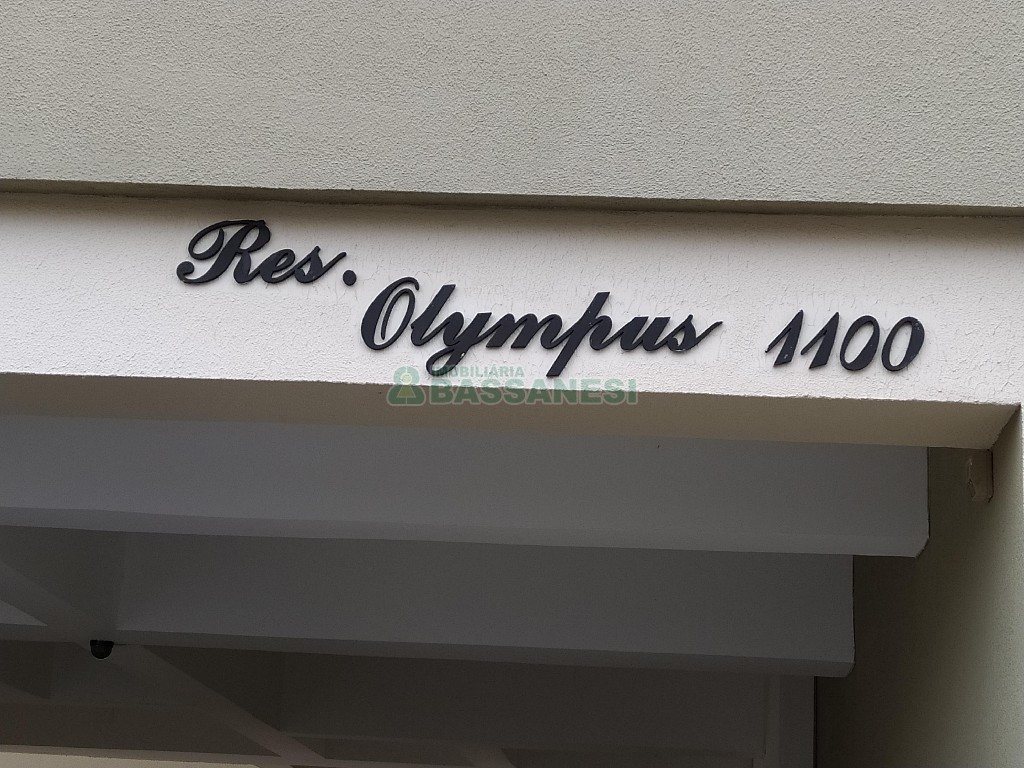 Res. Olympus 1100
IMOBILIÁRIA
BASSANESI